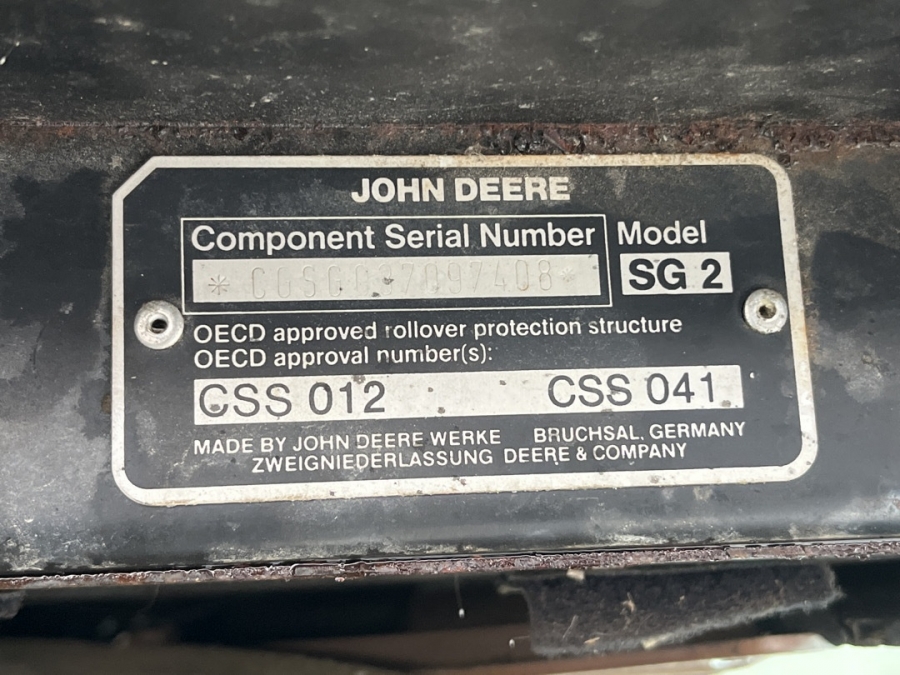 JOHN DEERE
Component Serial Number
Model
SG 2
OECD approved rollover protection structure
OECD approval number(s):
CSS 012 CSS 041
MADE BY JOHN DEERE WERKE BRUCHSAL, GERMANY
ZWEIGNIEDERLASSUNG DEERE & COMPANY